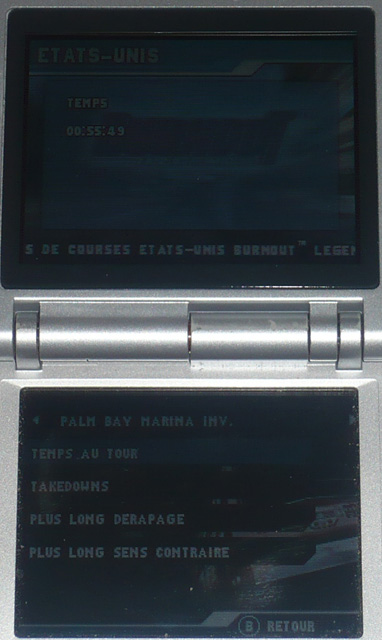 ETATS-UNIS
TEMPS
00:55:49
S DE COURSES ETATS-UNIS BURNOUT™ LEGEN
PALM BAY MARINA INV.
TEMPS AU TOUR
TAKEDOWNS
PLUS LONG DERAPAGE
PLUS LONG SENS CONTRAIRE
B RETOUR